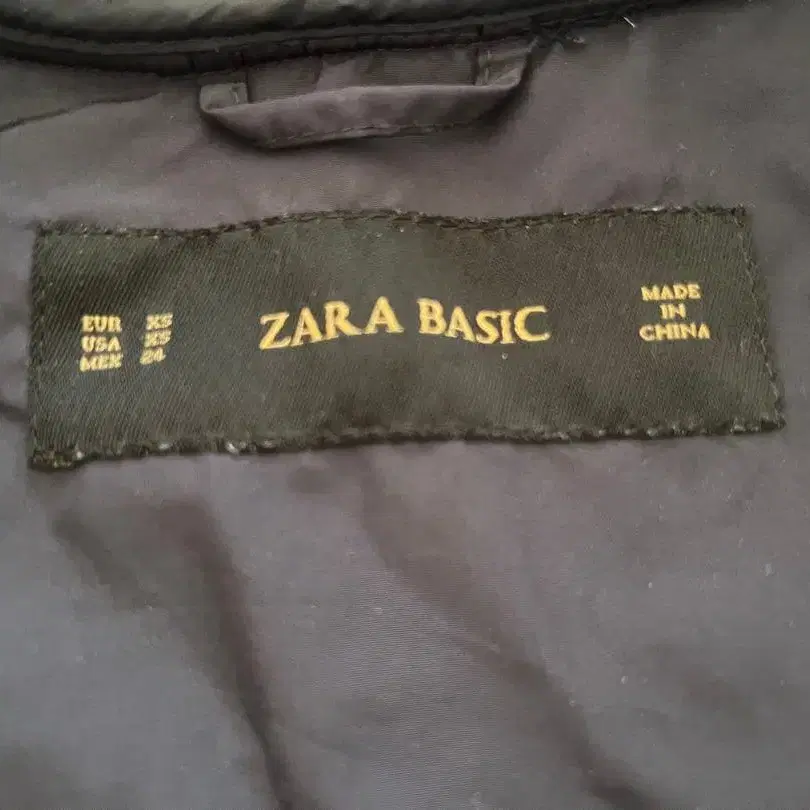 EUR XS
USA XS
MEX 24
ZARA BASIC
MADE
IN
CHINA